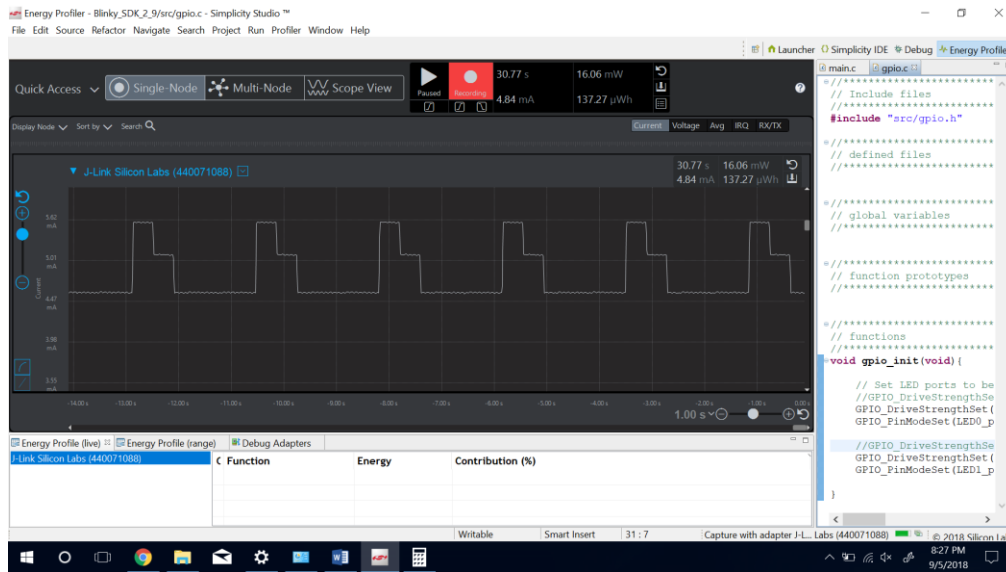 Energy Profiler - Blinky_SDK_2_9/src/gpio.c - Simplicity Studio ™
File Edit Source Refactor Navigate Search Project Run Profiler Window Help
Launcher {} Simplicity IDE Debug Energy Profile
Quick Access Single-Node Multi-Node Scope View
Paused Recording
30.77 s 16.06 mW
4.84 mA 137.27 µWh
Display Node Sort by Search
Current Voltage Avg IRQ RX/TX
J-Link Silicon Labs (440071088)
30.77 s 16.06 mW
4.84 mA 137.27 µWh
5.62 mA
5.01 mA
4.47 mA
3.98 mA
3.55 mA
Current
-14.00 s -13.00 s -12.00 s -11.00 s -10.00 s -9.00 s -8.00 s -7.00 s -6.00 s -5.00 s -4.00 s -3.00 s -2.00 s -1.00 s 0.00 s
1.00 s
main.c gpio.c
//*************************
// Include files
//*************************
#include "src/gpio.h"
//*************************
// defined files
//*************************
//*************************
// global variables
//*************************
//*************************
// function prototypes
//*************************
//*************************
// functions
//*************************
void gpio_init(void){
// Set LED ports to be
//GPIO_DriveStrengthSe
GPIO_DriveStrengthSet(
GPIO_PinModeSet(LED0_p
//GPIO_DriveStrengthSe
GPIO_DriveStrengthSet(
GPIO_PinModeSet(LED1_p
}
Energy Profile (live) Energy Profile (range) Debug Adapters
J-Link Silicon Labs (440071088)
Function Energy Contribution (%)
Writable Smart Insert 31 : 7 Capture with adapter J-L... Labs (440071088) © 2018 Silicon La
8:27 PM
9/5/2018